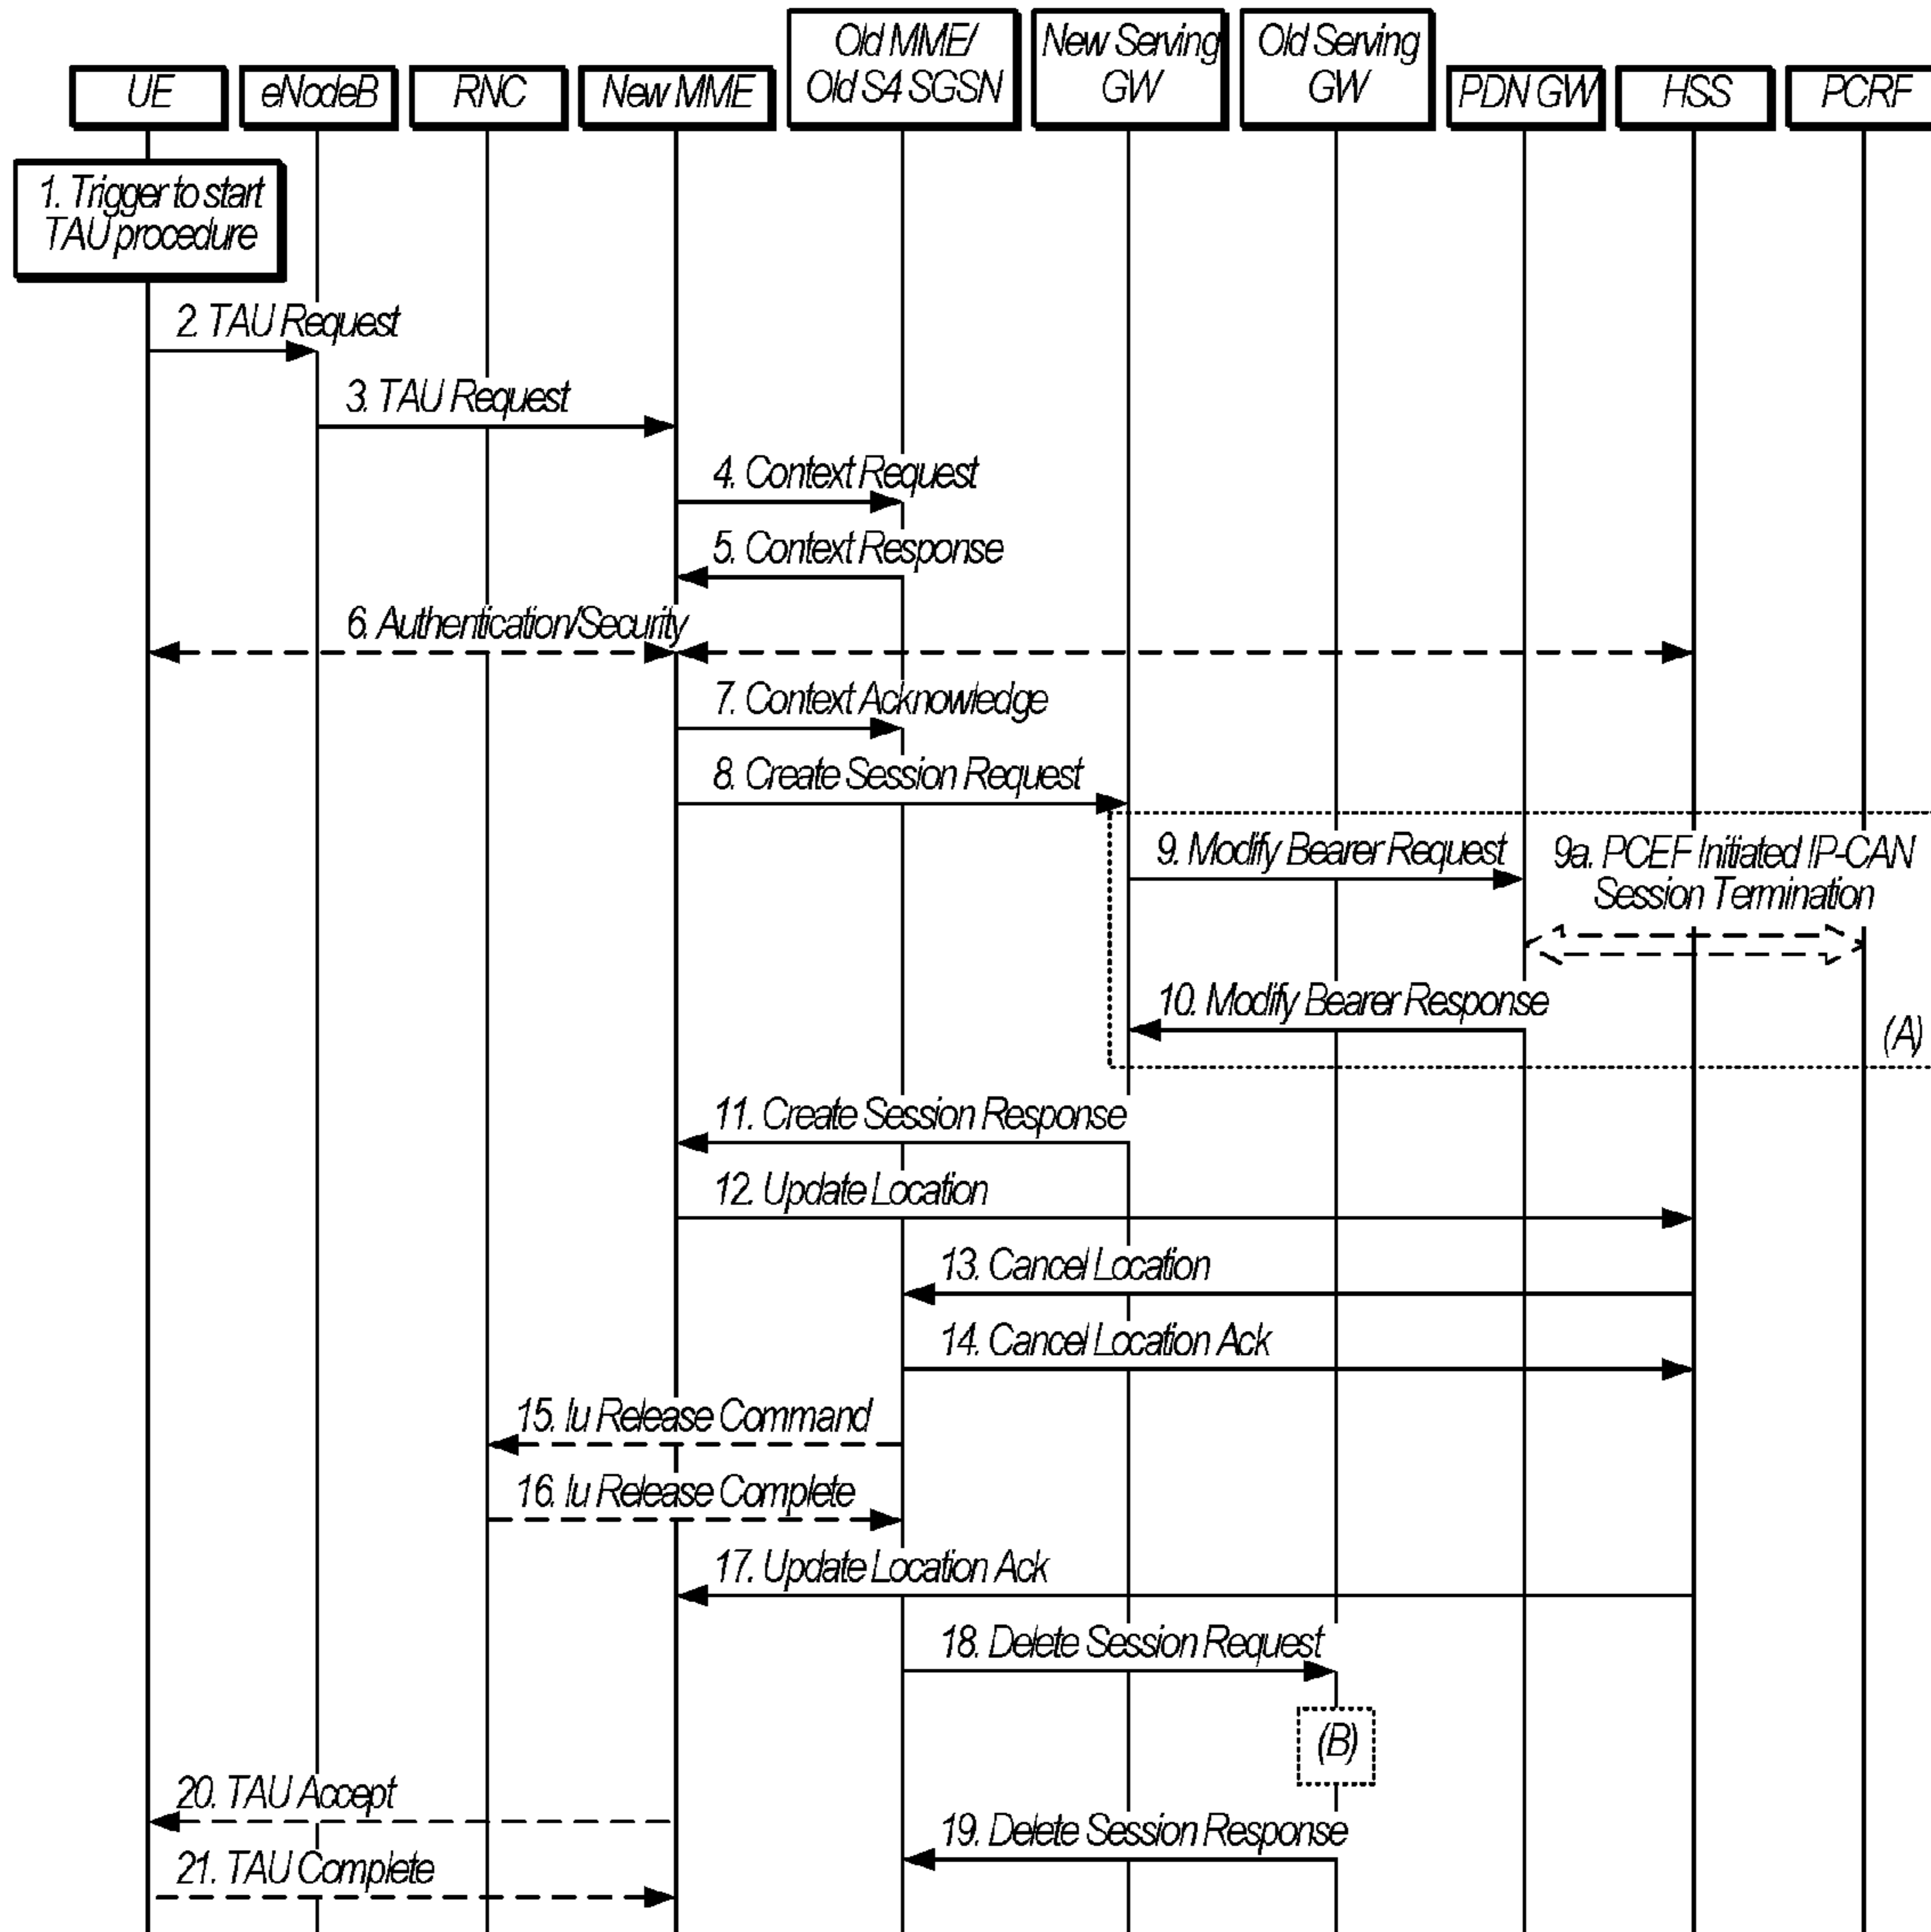 Old MME/
Old S4 SGSN
New Serving
GW
Old Serving
GW
UE
eNodeB
RNC
New MME
PDN GW
HSS
PCRF
1. Trigger to start
TAU procedure
2. TAU Request
3. TAU Request
4. Context Request
5. Context Response
6. Authentication/Security
7. Context Acknowledge
8. Create Session Request
9. Modify Bearer Request
9a. PCEF Initiated IP-CAN
Session Termination
10. Modify Bearer Response
(A)
11. Create Session Response
12. Update Location
13. Cancel Location
14. Cancel Location Ack
15. Iu Release Command
16. Iu Release Complete
17. Update Location Ack
18. Delete Session Request
(B)
20. TAU Accept
19. Delete Session Response
21. TAU Complete